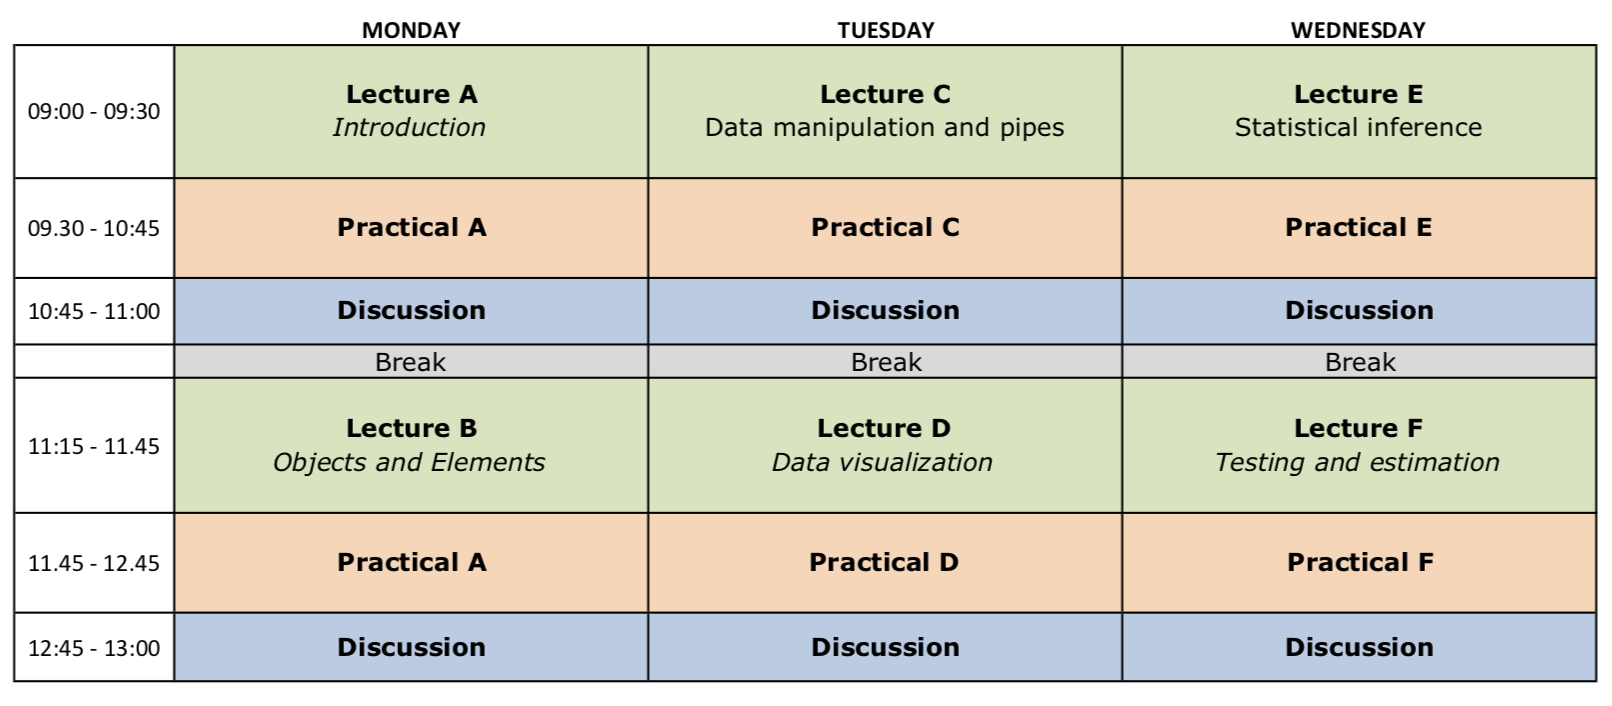 MONDAY TUESDAY WEDNESDAY
09:00 - 09:30 Lecture A Lecture C Lecture E
Introduction Data manipulation and pipes Statistical inference
09.30 - 10:45 Practical A Practical C Practical E
10:45 - 11:00 Discussion Discussion Discussion
Break Break Break
11:15 - 11.45 Lecture B Lecture D Lecture F
Objects and Elements Data visualization Testing and estimation
11.45 - 12.45 Practical A Practical D Practical F
12:45 - 13:00 Discussion Discussion Discussion